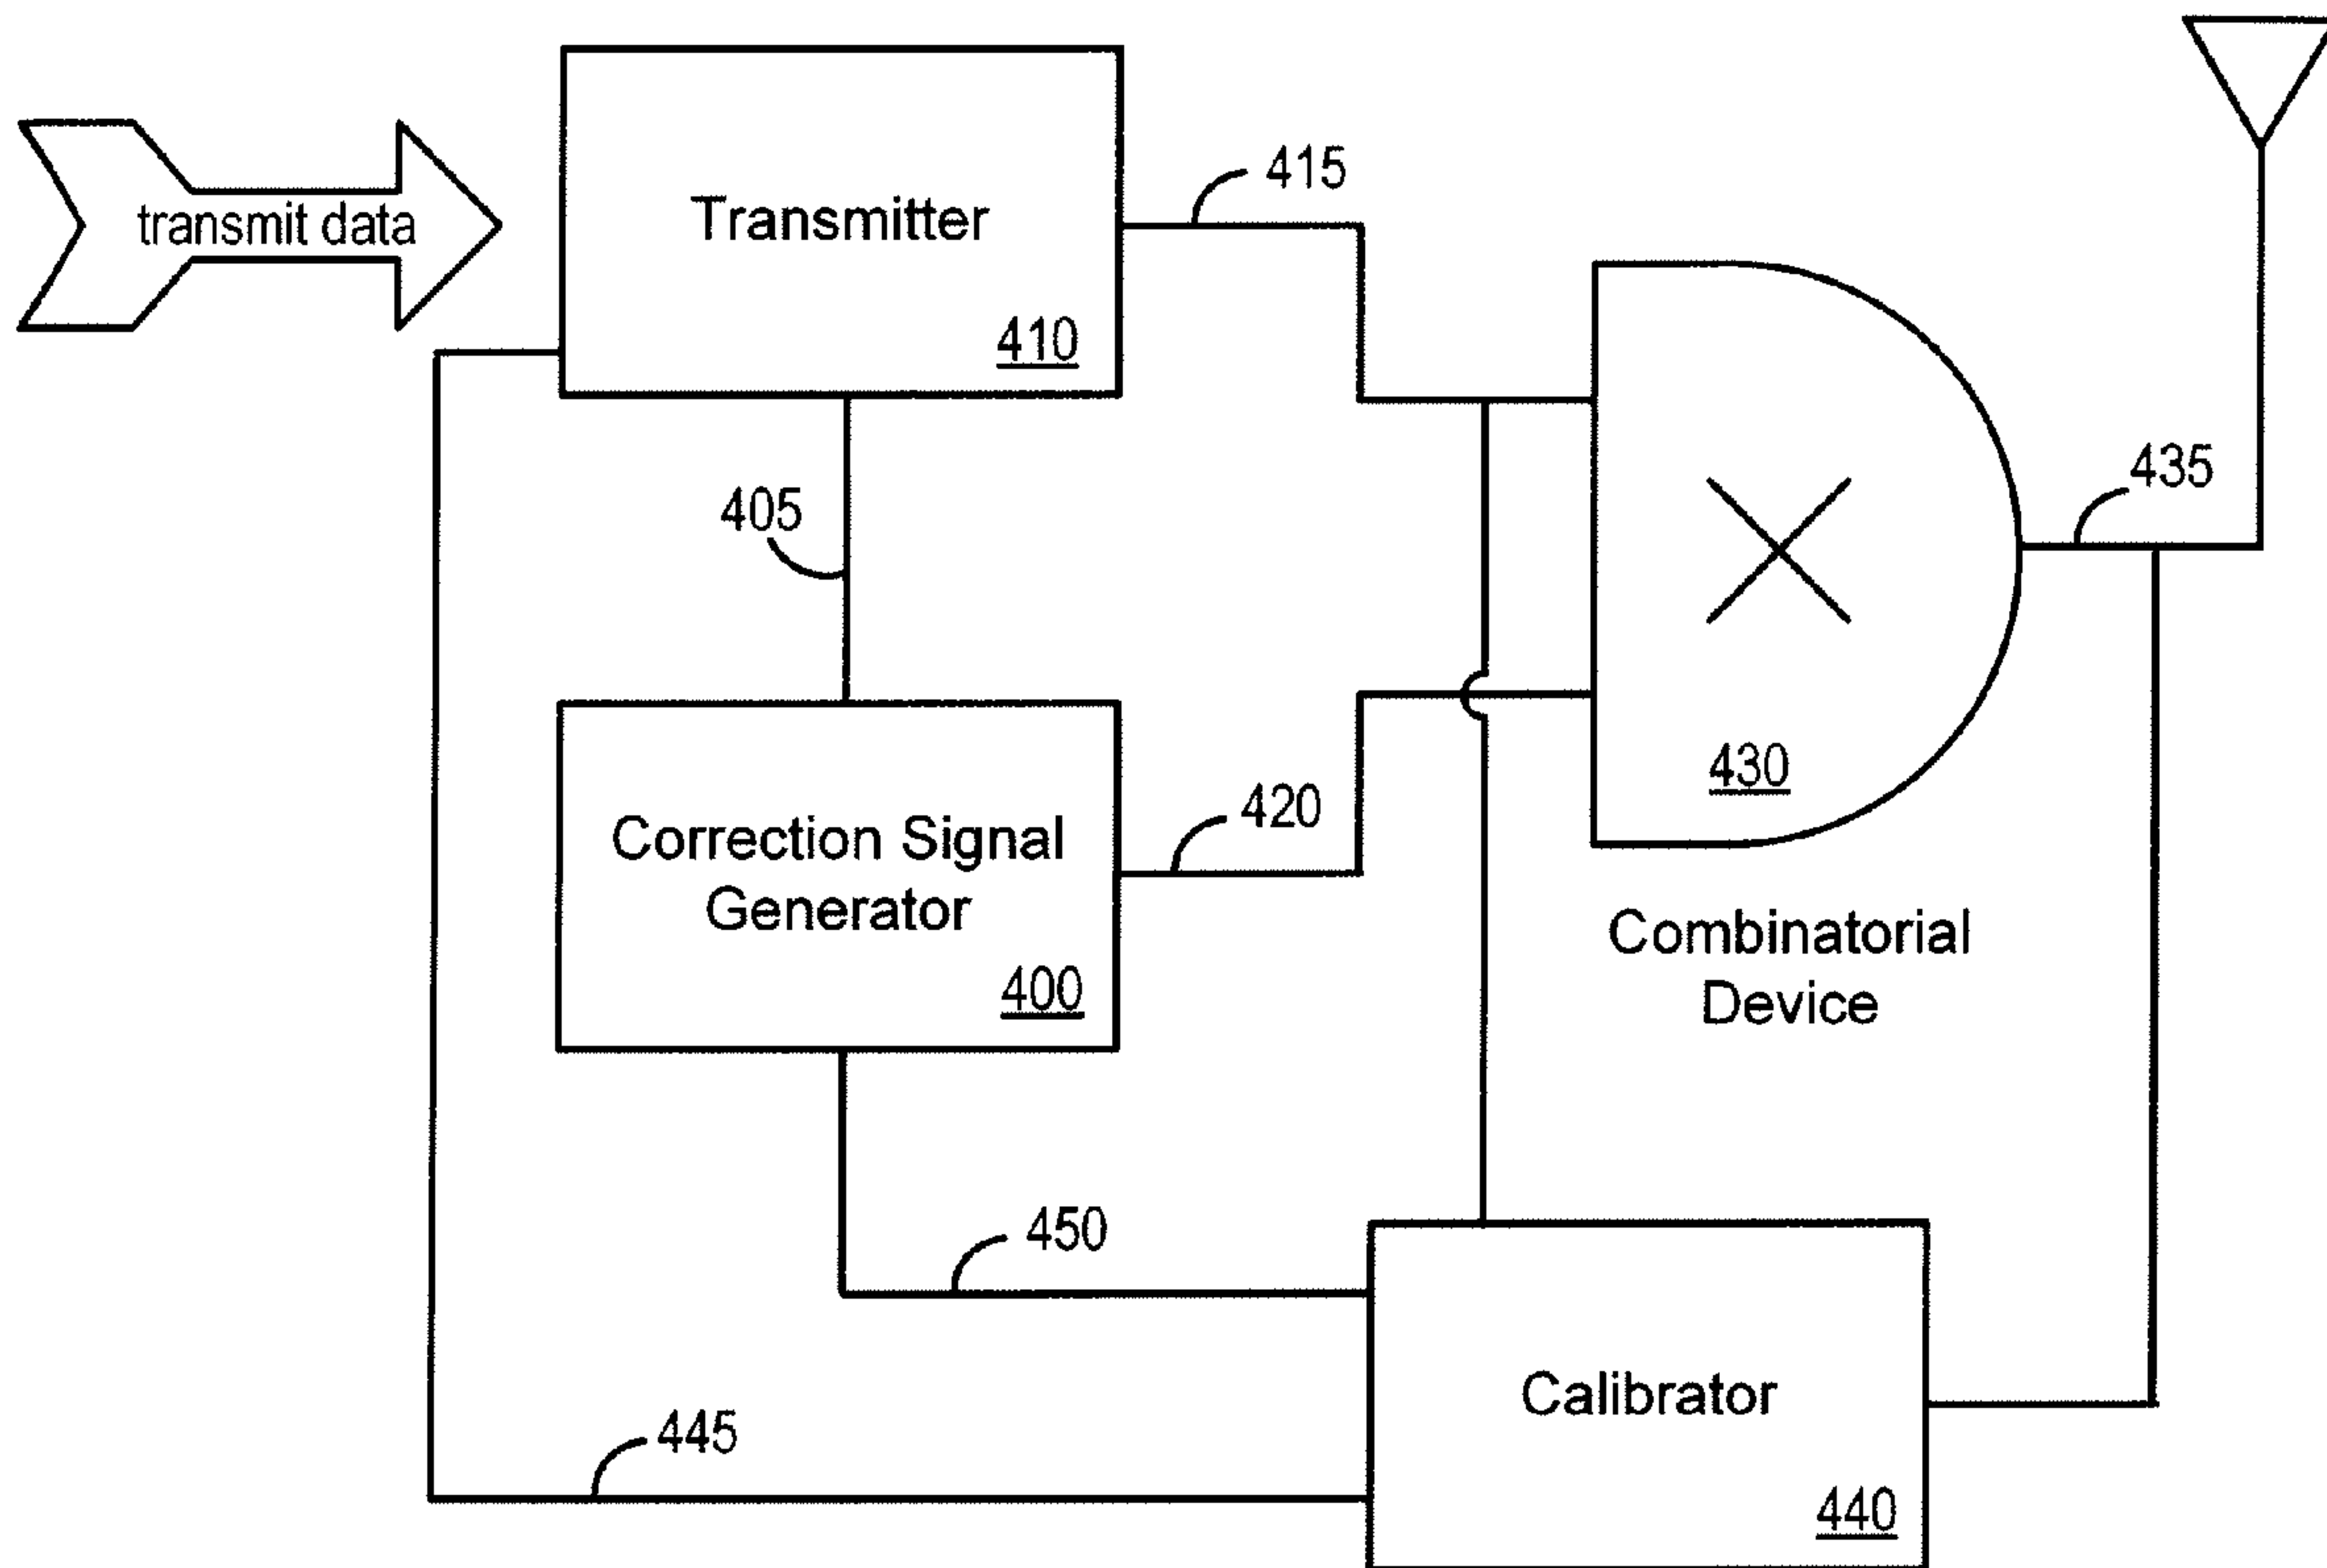 transmit data
Transmitter
410
415
405
435
430
Correction Signal
Generator
400
420
Combinatorial
Device
450
Calibrator
440
445